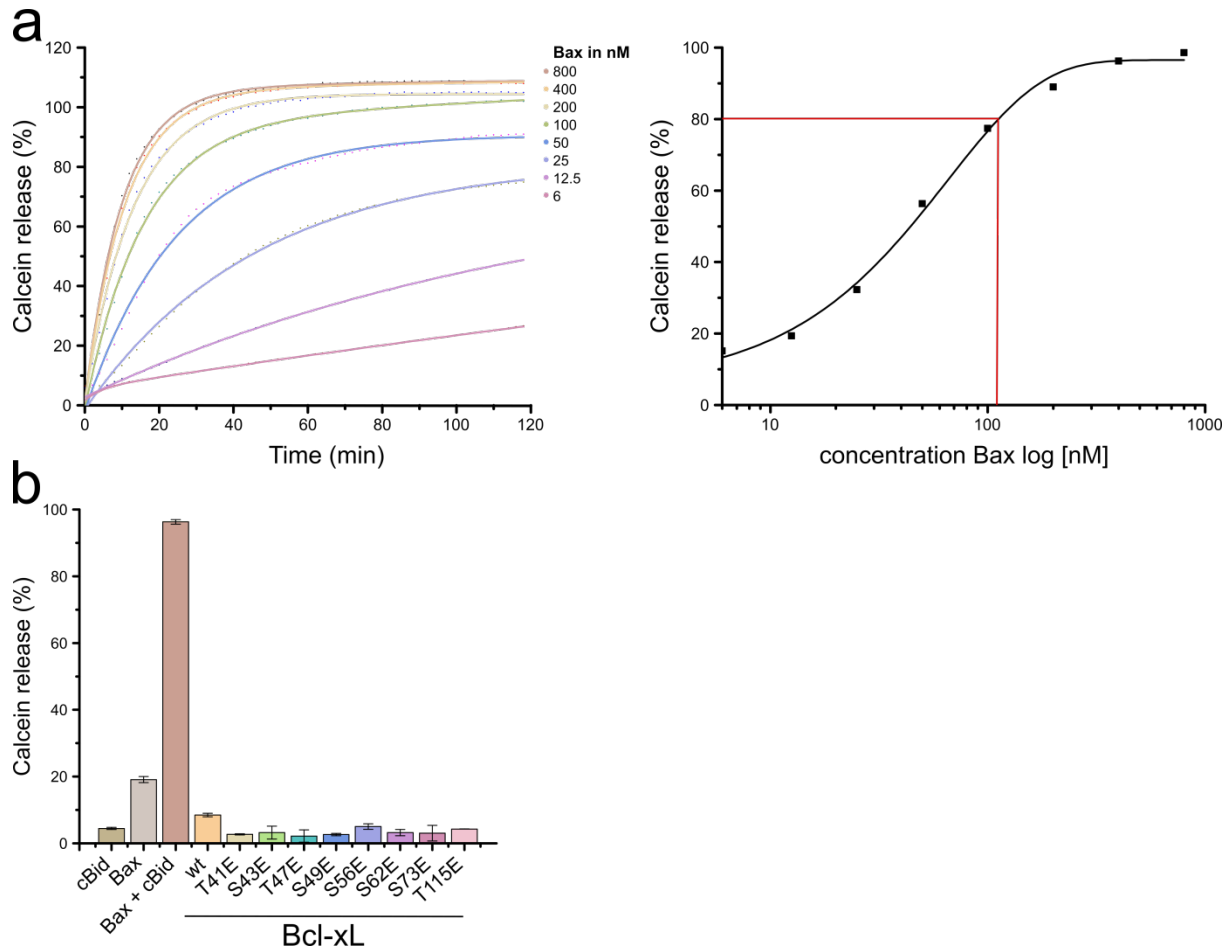 a
120
100
80
60
40
20
0
Calcein release (%)
0
20
40
60
80
100
120
Time (min)
Bax in nM
800
400
200
100
50
25
12.5
6
100
80
60
40
20
0
Calcein release (%)
10
100
1000
concentration Bax log [nM]
b
100
80
60
40
20
0
Calcein release (%)
cBid
Bax
Bax + cBid
wt
T41E
S43E
T47E
S49E
S56E
S62E
S73E
T115E
Bcl-xL